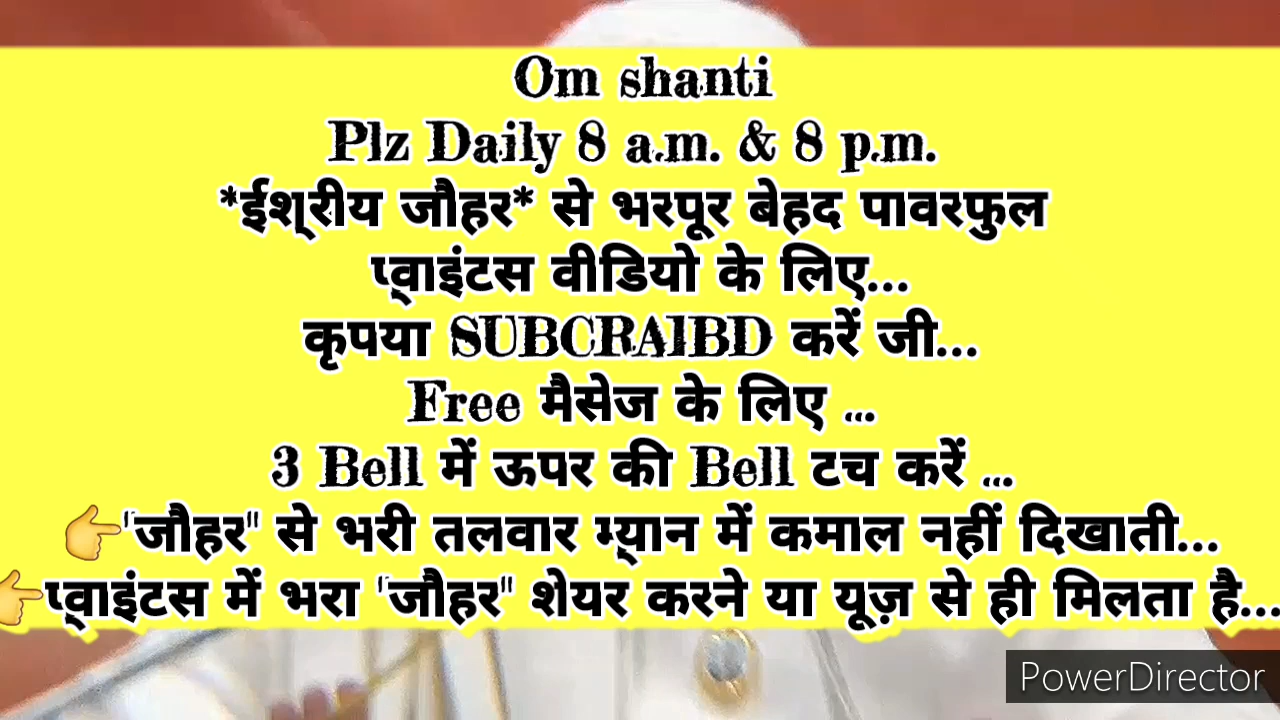 Om shanti
Plz Daily 8 a.m. & 8 p.m.
*ईश्रीय जौहर* से भरपूर बेहद पावरफुल
प्वाइंटस वीडियो के लिए...
कृपया SUBCRAIBD करें जी...
Free मैसेज के लिए ...
3 Bell में ऊपर की Bell टच करें ...
👉"जौहर" से भरी तलवार म्यान में कमाल नहीं दिखाती...
👉प्वाइंटस में भरा "जौहर" शेयर करने या यूज़ से ही मिलता है...
PowerDirector